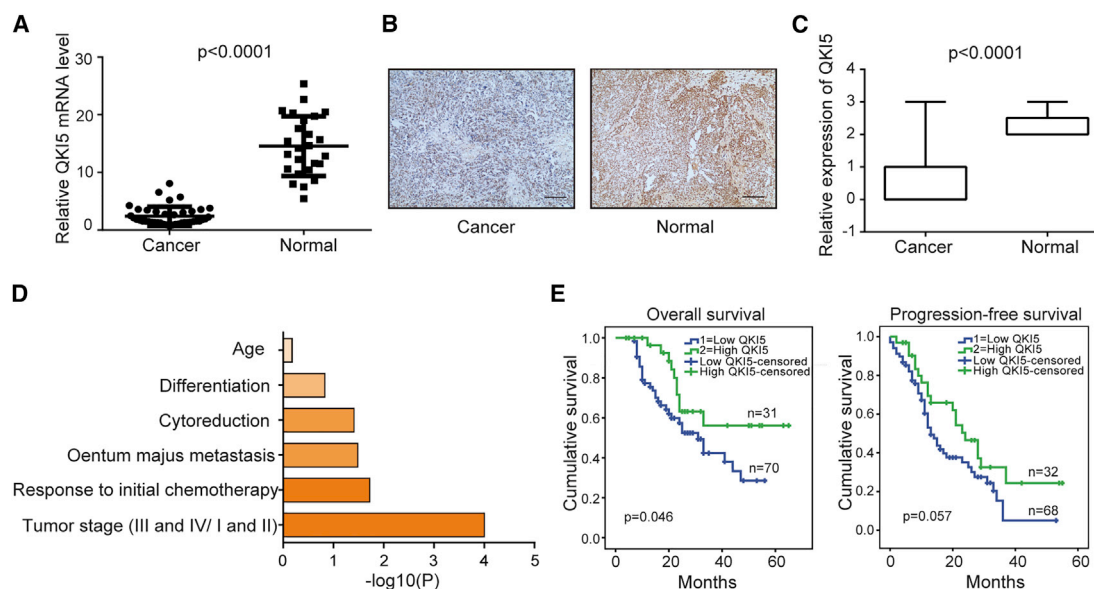 A
p<0.0001
Relative QKI5 mRNA level
30
20
10
0
Cancer
Normal
B
Cancer
Normal
C
p<0.0001
Relative expression of QKI5
4
3
2
1
0
-1
Cancer
Normal
D
Age
Differentiation
Cytoreduction
Oentum majus metastasis
Response to initial chemotherapy
Tumor stage (III and IV/ I and II)
0 1 2 3 4 5
-log10(P)
E
Overall survival
1=Low QKI5
2=High QKI5
Low QKI5-censored
High QKI5-censored
Cumulative survival
1.0
0.8
0.6
0.4
0.2
0.0
n=31
n=70
p=0.046
0 20 40 60
Months
Progression-free survival
1=Low QKI5
2=High QKI5
Low QKI5-censored
High QKI5-censored
Cumulative survival
1.0
0.8
0.6
0.4
0.2
0.0
n=32
n=68
p=0.057
0 20 40 60
Months